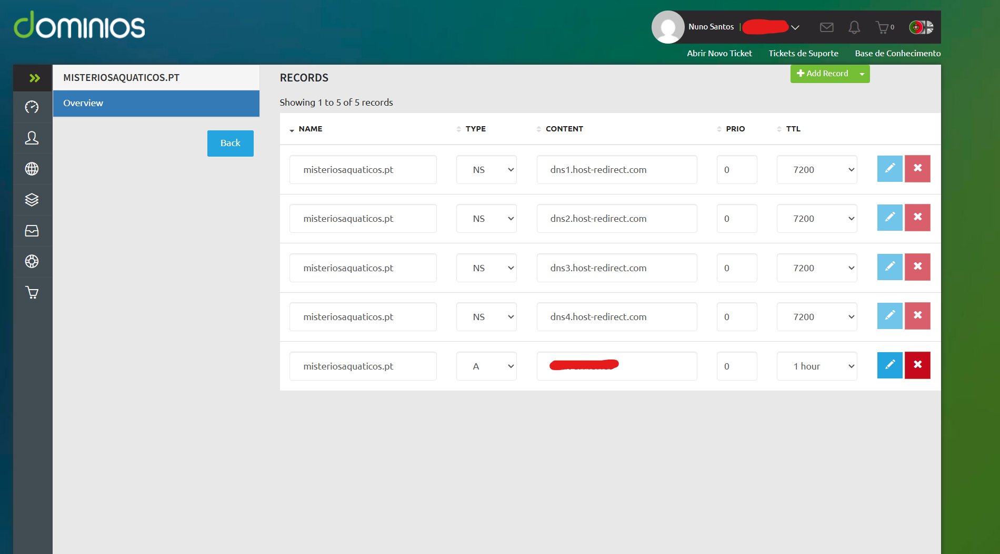 dominios
Nuno Santos |
0
Abrir Novo Ticket Tickets de Suporte Base de Conhecimento
MISTERIOSAQUATICOS.PT
Overview
Back
RECORDS
Add Record
Showing 1 to 5 of 5 records
NAME TYPE CONTENT PRIO TTL
misteriosaquaticos.pt NS dns1.host-redirect.com 0 7200
misteriosaquaticos.pt NS dns2.host-redirect.com 0 7200
misteriosaquaticos.pt NS dns3.host-redirect.com 0 7200
misteriosaquaticos.pt NS dns4.host-redirect.com 0 7200
misteriosaquaticos.pt A 0 1 hour